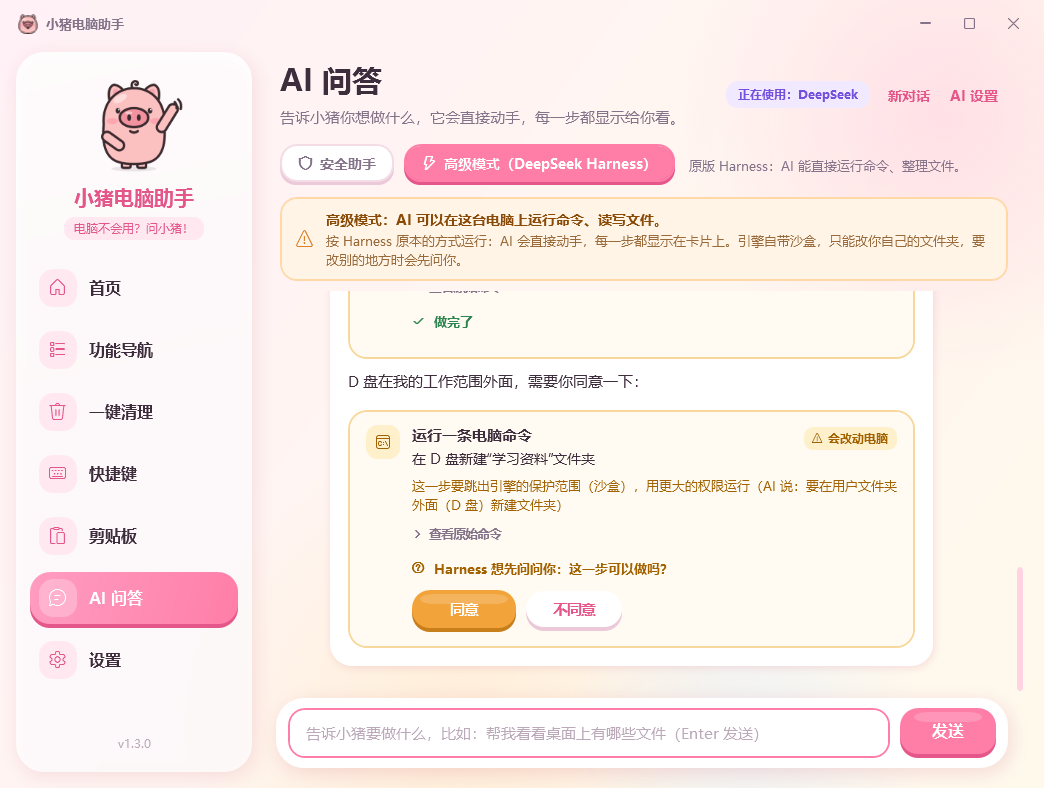 小猪电脑助手
小猪电脑助手
电脑不会用？问小猪！
首页
功能导航
一键清理
快捷键
剪贴板
AI 问答
设置
v1.3.0
AI 问答
告诉小猪你想做什么，它会直接动手，每一步都显示给你看。
正在使用：DeepSeek
新对话
AI 设置
安全助手
高级模式（DeepSeek Harness）
原版 Harness：AI 能直接运行命令、整理文件。
高级模式：AI 可以在这台电脑上运行命令、读写文件。
按 Harness 原本的方式运行：AI 会直接动手，每一步都显示在卡片上。引擎自带沙盒，只能改你自己的文件夹，要
改别的地方时会先问你。
做完了
D 盘在我的工作范围外面，需要你同意一下：
运行一条电脑命令
会改动电脑
在 D 盘新建“学习资料”文件夹
这一步要跳出引擎的保护范围（沙盒），用更大的权限运行（AI 说：要在用户文件夹
外面（D 盘）新建文件夹）
查看原始命令
Harness 想先问问你：这一步可以做吗？
同意
不同意
告诉小猪要做什么，比如：帮我看看桌面上有哪些文件（Enter 发送）
发送